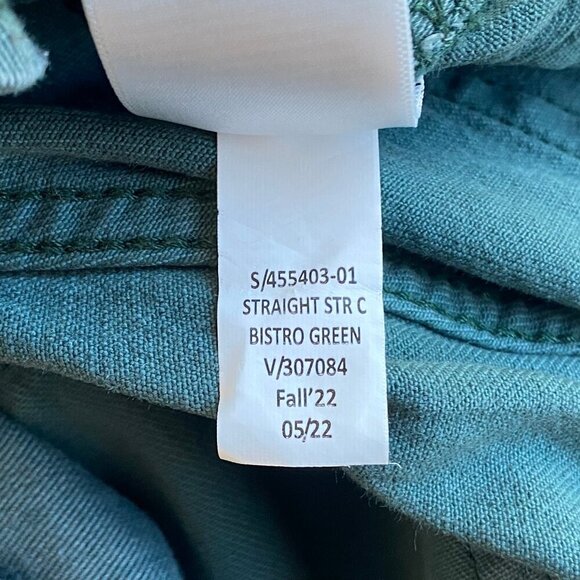 S/455403-01
STRAIGHT STR C
BISTRO GREEN
V/307084
Fall'22
05/22